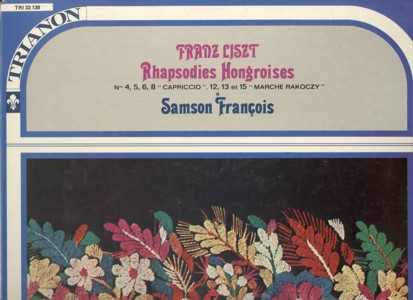 TRI 33 138
TRIANON
FRANZ LISZT
Rhapsodies Hongroises
Nos 4, 5, 6, 8 "CAPRICCIO", 12, 13 et 15 "MARCHE RAKOCZY"
Samson François